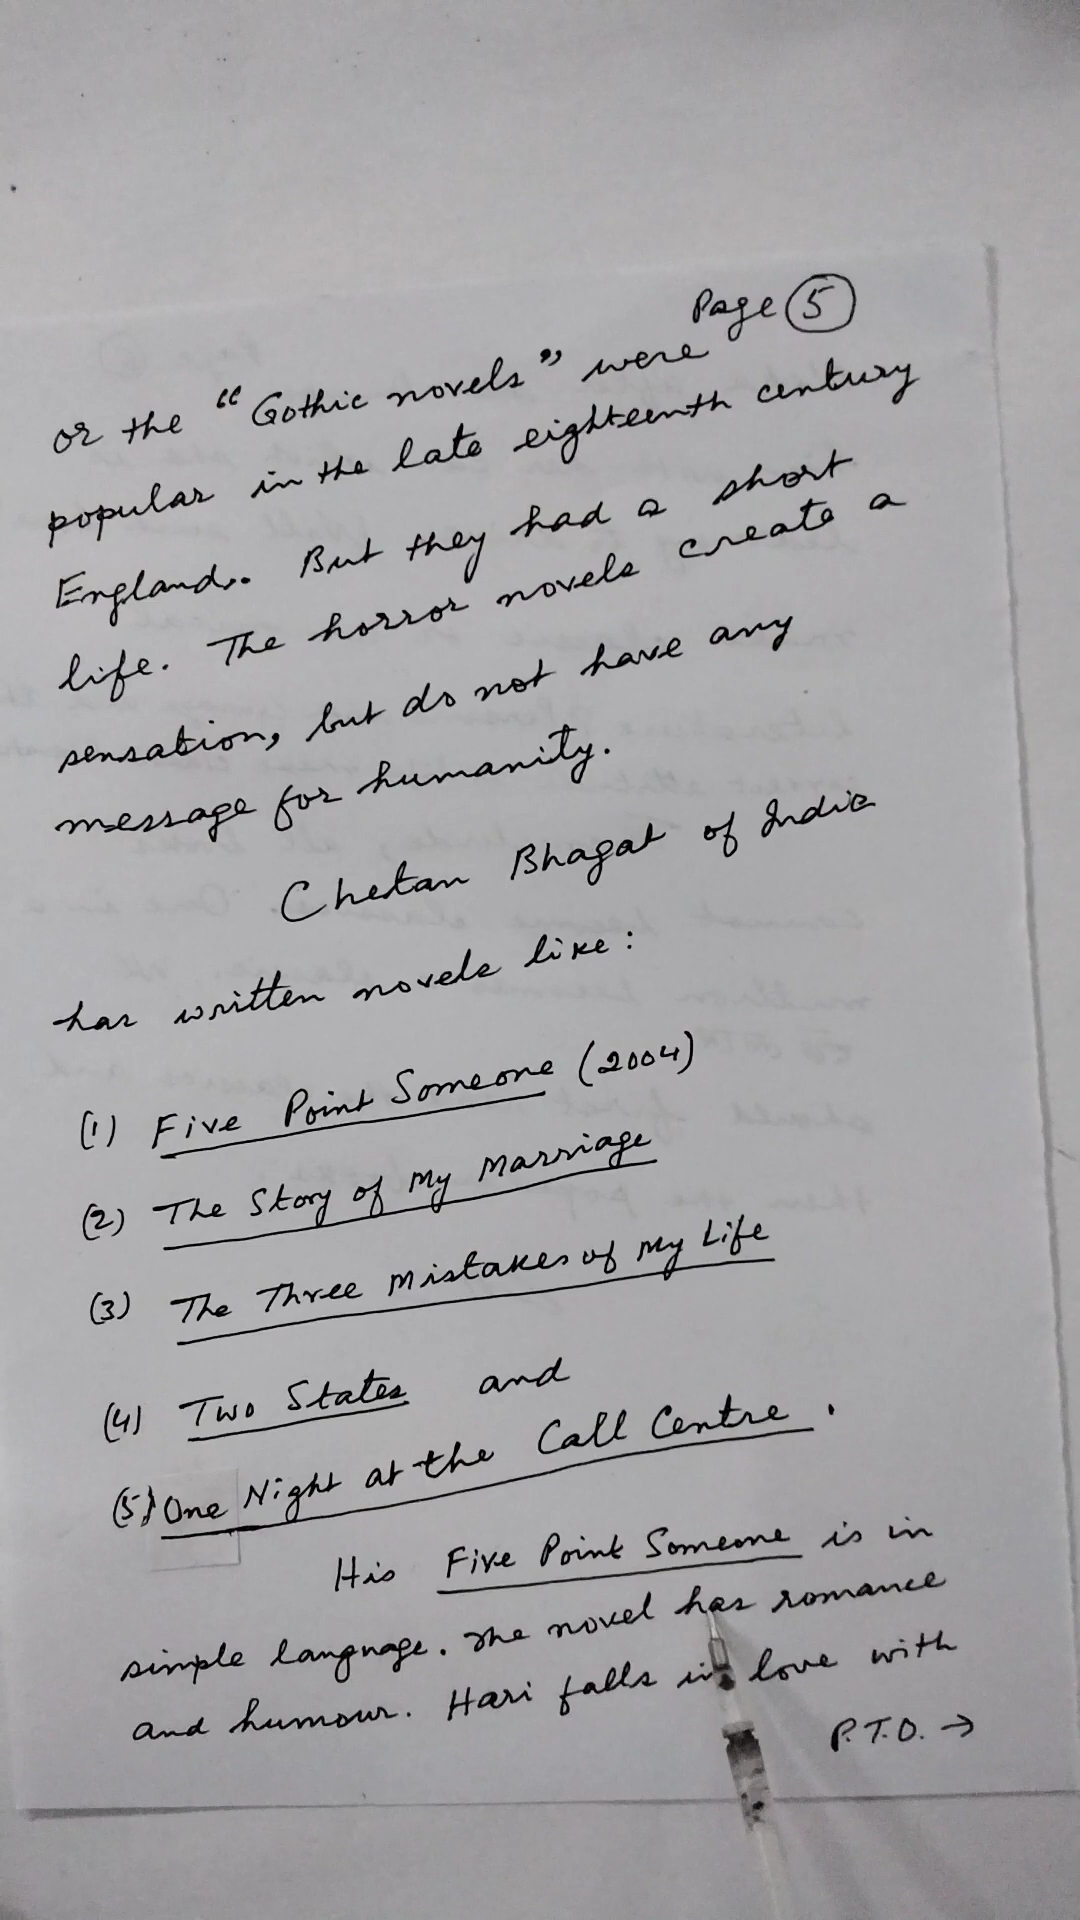 Page 5
or the "Gothic novels" were
popular in the late eighteenth century
England. But they had a short
life. The horror novels create a
sensation, but do not have any
message for humanity.
Chetan Bhagat of India
has written novels like:
(1) Five Point Someone (2004)
(2) The Story of My Marriage
(3) The Three Mistakes of My Life
(4) Two States and
(5) One Night at the Call Centre.
His Five Point Someone is in
simple language. The novel has romance
and humour. Hari falls in love with
P.T.O. →